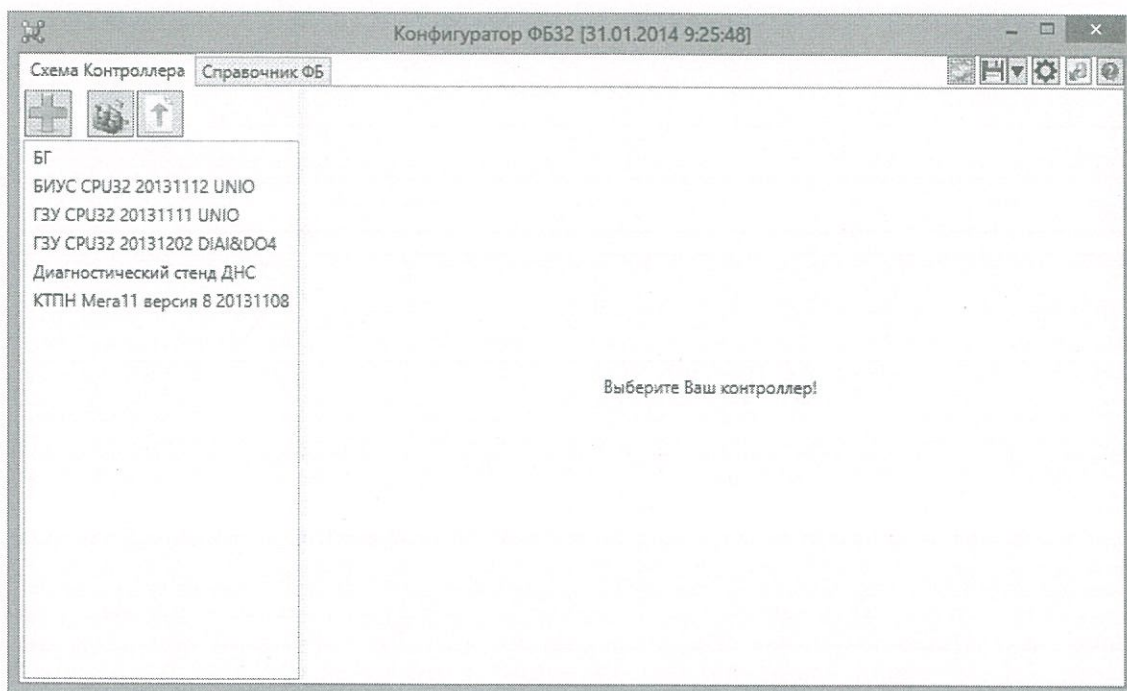 Конфигуратор ФБ32 [31.01.2014 9:25:48]
Схема Контроллера Справочник ФБ
БГ
БИУС CPU32 20131112 UNIO
ГЗУ CPU32 20131111 UNIO
ГЗУ CPU32 20131202 DIAI&DO4
Диагностический стенд ДНС
КТПН Мега11 версия 8 20131108
Выберите Ваш контроллер!